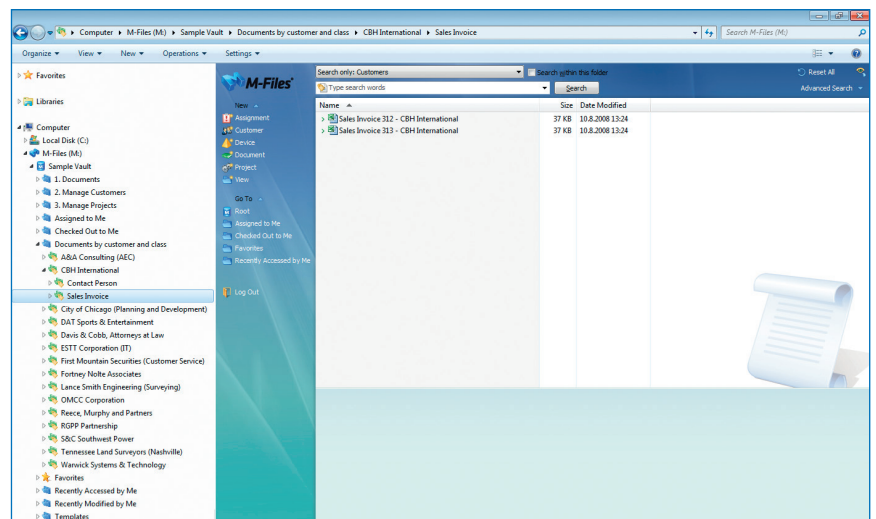 Computer ▸ M-Files (M:) ▸ Sample Vault ▸ Documents by customer and class ▸ CBH International ▸ Sales Invoice
Search M-Files (M:)
Organize View New Operations Settings
Favorites
Libraries
Computer
Local Disk (C:)
M-Files (M:)
Sample Vault
1. Documents
2. Manage Customers
3. Manage Projects
Assigned to Me
Checked Out to Me
Documents by customer and class
A&A Consulting (AEC)
CBH International
Contact Person
Sales Invoice
City of Chicago (Planning and Development)
DAT Sports & Entertainment
Davis & Cobb, Attorneys at Law
ESTT Corporation (IT)
First Mountain Securities (Customer Service)
Fortney Nolte Associates
Lance Smith Engineering (Surveying)
OMCC Corporation
Reece, Murphy and Partners
RGPP Partnership
S&C Southwest Power
Tennessee Land Surveyors (Nashville)
Warwick Systems & Technology
Favorites
Recently Accessed by Me
Recently Modified by Me
Templates
M-Files
New
Assignment
Customer
Device
Document
Project
View
Go To
Root
Assigned to Me
Checked Out to Me
Favorites
Recently Accessed by Me
Log Out
Search only: Customers
Search within this folder
Reset All
Type search words
Search
Advanced Search
Name Size Date Modified
Sales Invoice 312 - CBH International 37 KB 10.8.2008 13:24
Sales Invoice 313 - CBH International 37 KB 10.8.2008 13:24